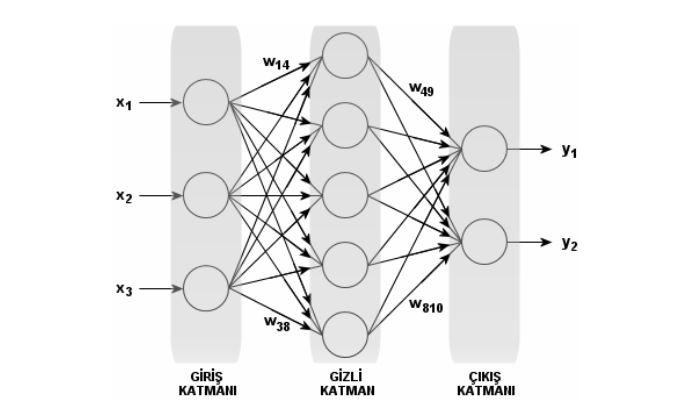 w14
w49
x1
y1
x2
y2
x3
w38
w810
GİRİŞ
KATMANI
GİZLİ
KATMAN
ÇIKIŞ
KATMANI